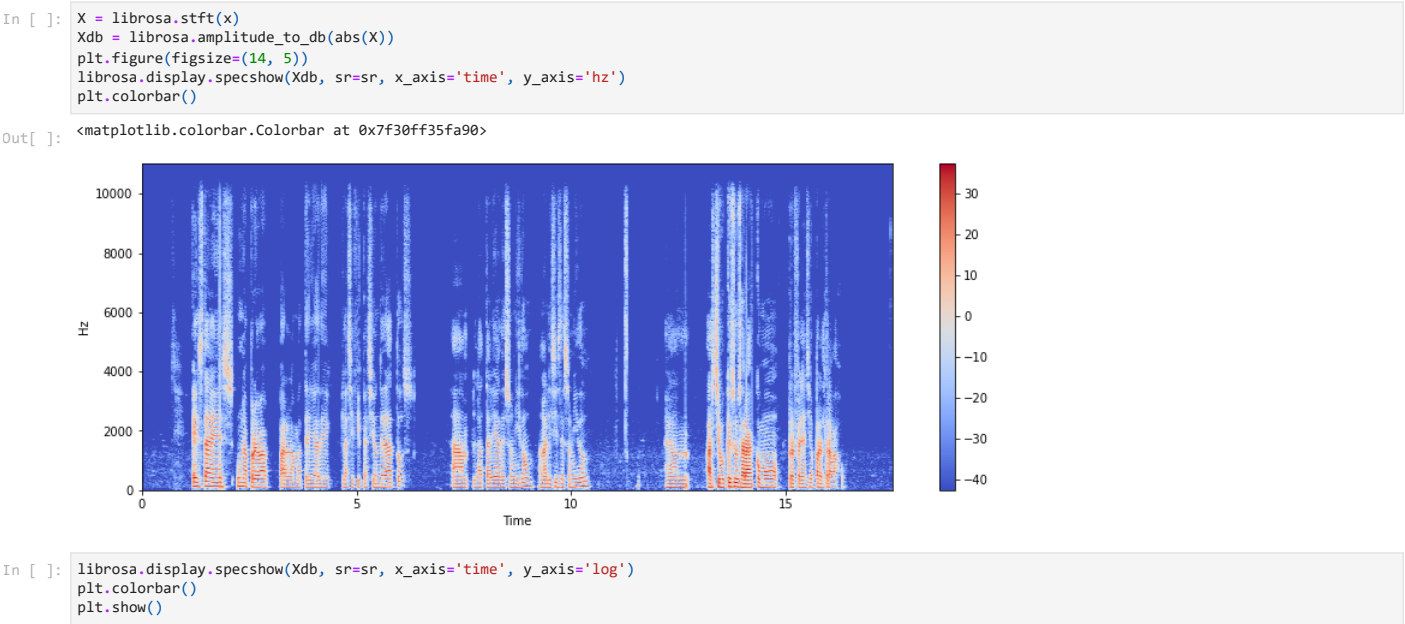 In [ ]:
X = librosa.stft(x)
Xdb = librosa.amplitude_to_db(abs(X))
plt.figure(figsize=(14, 5))
librosa.display.specshow(Xdb, sr=sr, x_axis='time', y_axis='hz')
plt.colorbar()
Out[ ]:
<matplotlib.colorbar.Colorbar at 0x7f30ff35fa90>
10000
8000
6000
4000
2000
0
Hz
0 5 10 15
Time
30
20
10
0
−10
−20
−30
−40
In [ ]:
librosa.display.specshow(Xdb, sr=sr, x_axis='time', y_axis='log')
plt.colorbar()
plt.show()